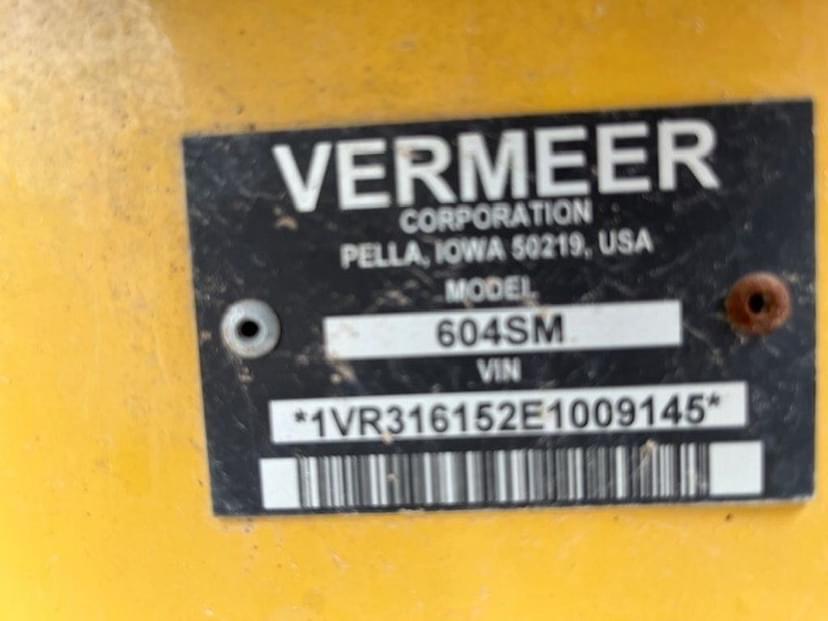 VERMEER
CORPORATION
PELLA, IOWA 50219, USA
MODEL
604SM
VIN
*1VR316152E1009145*